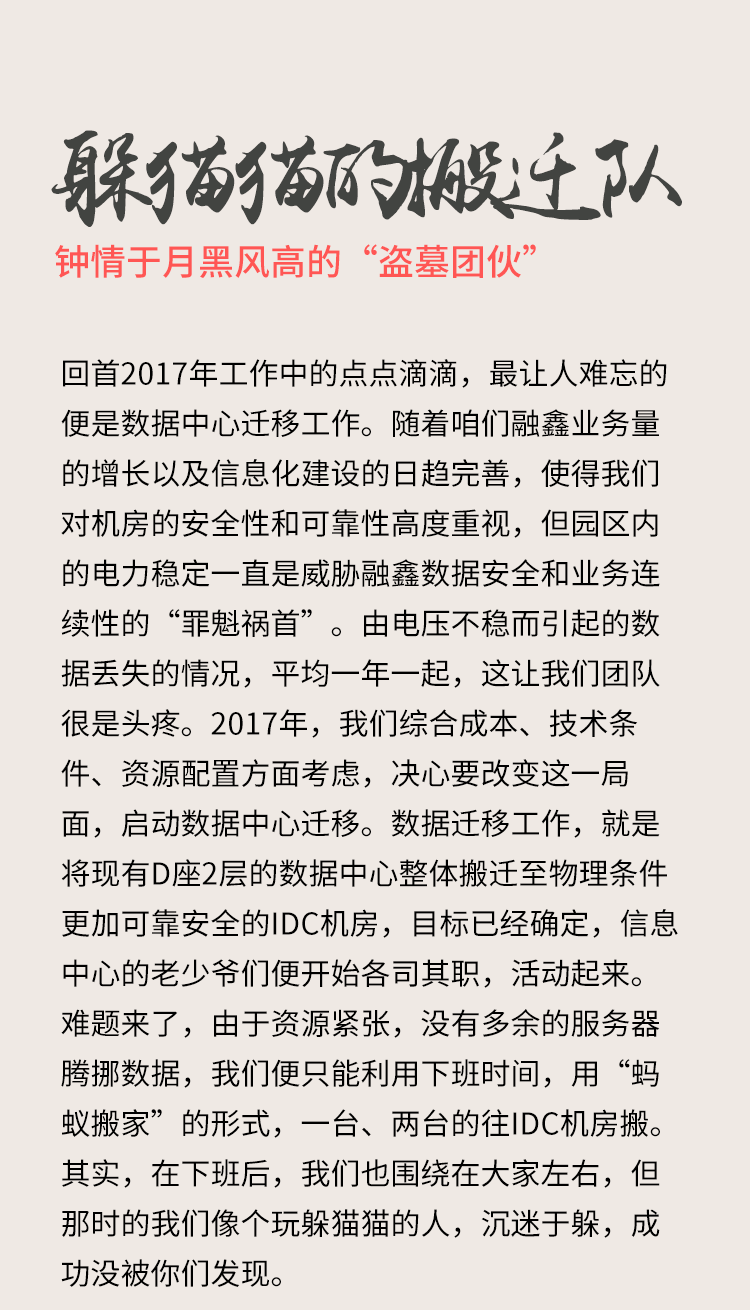 躲猫猫的搬迁队
钟情于月黑风高的“盗墓团伙”
回首2017年工作中的点点滴滴，最让人难忘的
便是数据中心迁移工作。随着咱们融鑫业务量
的增长以及信息化建设的日趋完善，使得我们
对机房的安全性和可靠性高度重视，但园区内
的电力稳定一直是威胁融鑫数据安全和业务连
续性的“罪魁祸首”。由电压不稳而引起的数
据丢失的情况，平均一年一起，这让我们团队
很是头疼。2017年，我们综合成本、技术条
件、资源配置方面考虑，决心要改变这一局
面，启动数据中心迁移。数据迁移工作，就是
将现有D座2层的数据中心整体搬迁至物理条件
更加可靠安全的IDC机房，目标已经确定，信息
中心的老少爷们便开始各司其职，活动起来。
难题来了，由于资源紧张，没有多余的服务器
腾挪数据，我们便只能利用下班时间，用“蚂
蚁搬家”的形式，一台、两台的往IDC机房搬。
其实，在下班后，我们也围绕在大家左右，但
那时的我们像个玩躲猫猫的人，沉迷于躲，成
功没被你们发现。